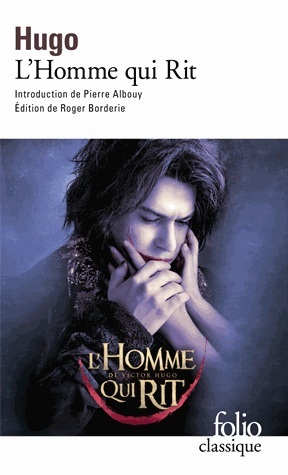 Hugo
L'Homme qui Rit
Introduction de Pierre Albouy
Édition de Roger Borderie
L'HOMME
DE VICTOR HUGO
QUI RIT
folio
classique